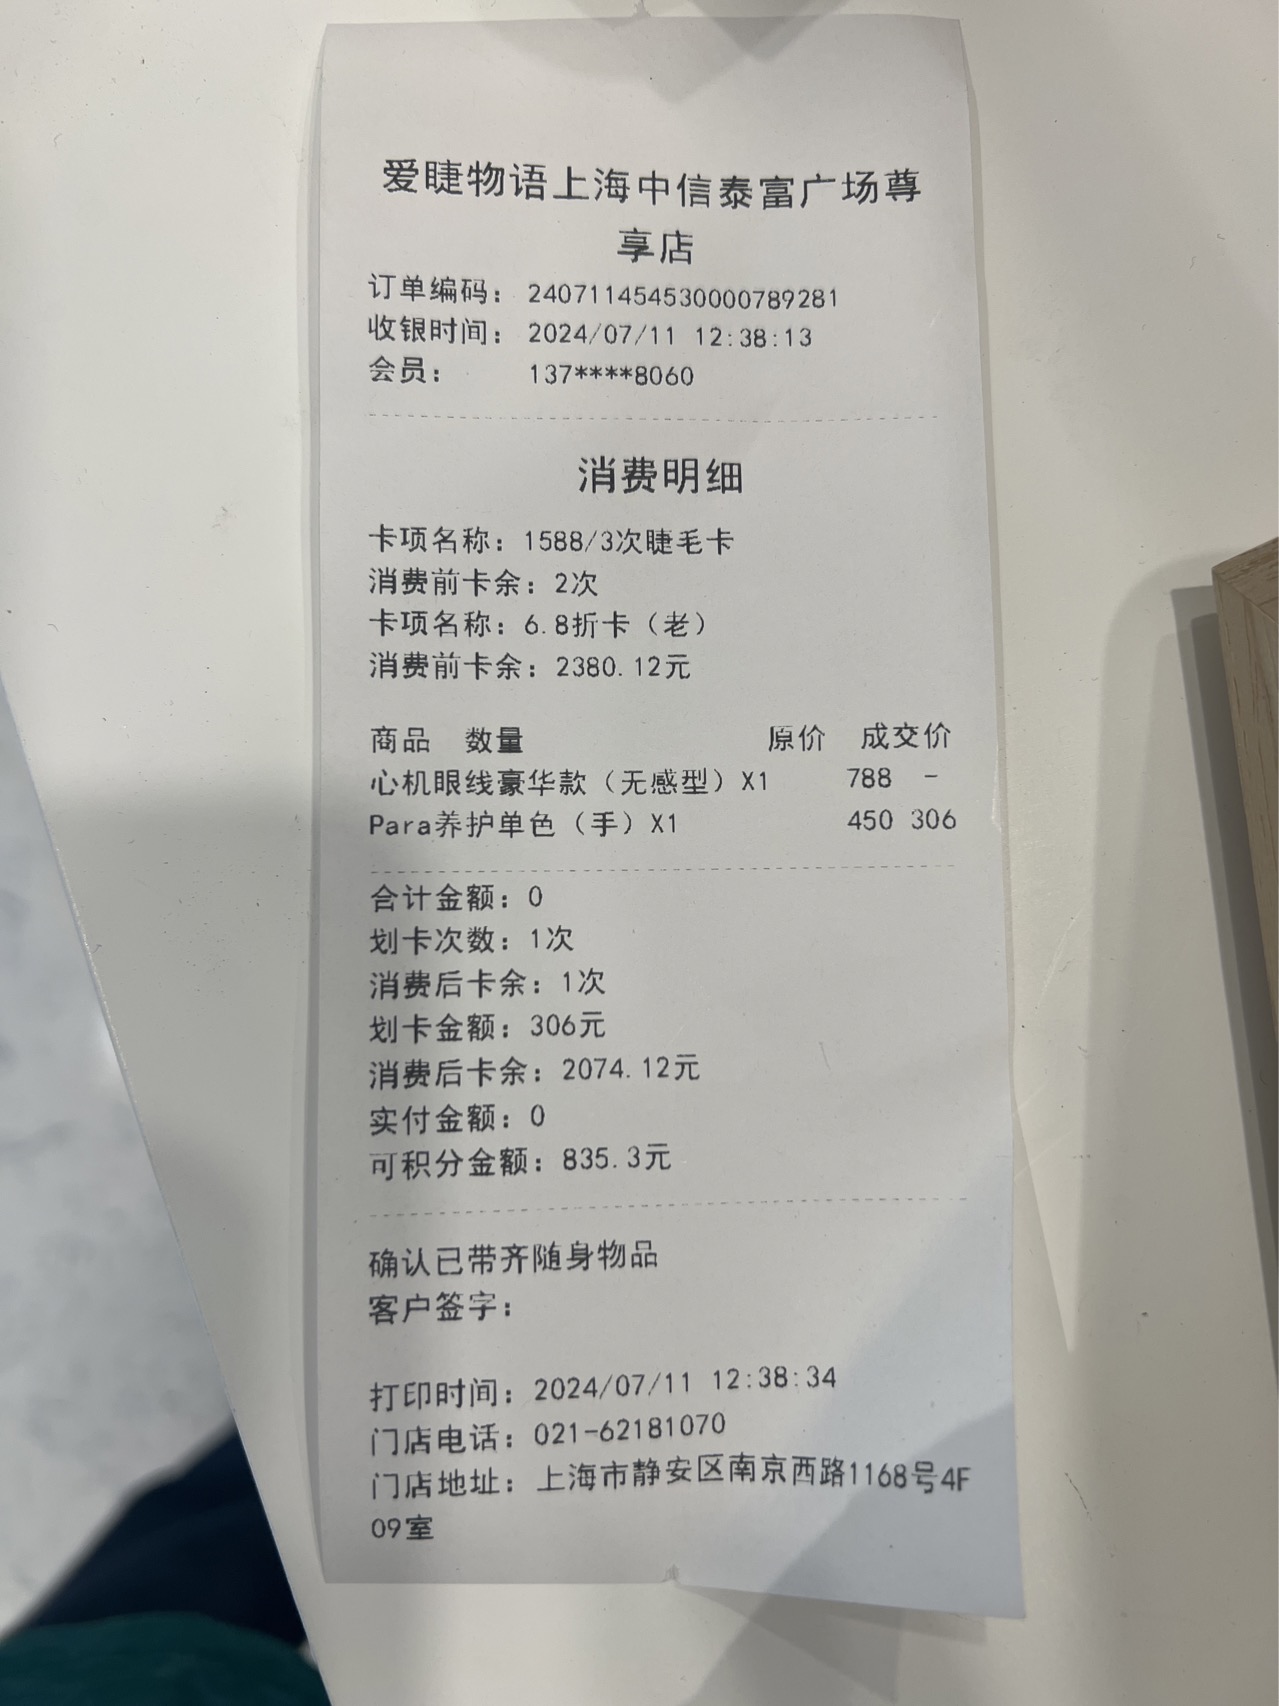 爱睫物语上海中信泰富广场尊
享店
订单编码： 240711454530000789281
收银时间： 2024/07/11 12:38:13
会员： 137****8060
消费明细
卡项名称：1588/3次睫毛卡
消费前卡余：2次
卡项名称：6.8折卡（老）
消费前卡余：2380.12元
商品 数量 原价 成交价
心机眼线豪华款（无感型）X1 788 -
Para养护单色（手）X1 450 306
合计金额：0
划卡次数：1次
消费后卡余：1次
划卡金额：306元
消费后卡余：2074.12元
实付金额：0
可积分金额：835.3元
确认已带齐随身物品
客户签字：
打印时间：2024/07/11 12:38:34
门店电话：021-62181070
门店地址：上海市静安区南京西路1168号4F
09室